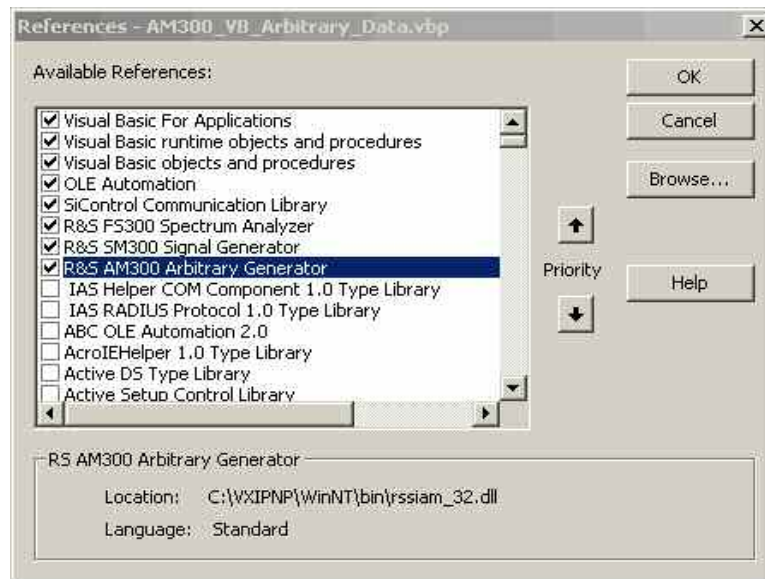 References - AM300_VB_Arbitrary_Data.vbp
Available References:
Visual Basic For Applications
Visual Basic runtime objects and procedures
Visual Basic objects and procedures
OLE Automation
SiControl Communication Library
R&S FS300 Spectrum Analyzer
R&S SM300 Signal Generator
R&S AM300 Arbitrary Generator
IAS Helper COM Component 1.0 Type Library
IAS RADIUS Protocol 1.0 Type Library
ABC OLE Automation 2.0
AcroIEHelper 1.0 Type Library
Active DS Type Library
Active Setup Control Library
OK
Cancel
Browse...
Priority
Help
RS AM300 Arbitrary Generator
Location: C:\VXIPNP\WinNT\bin\rssiam_32.dll
Language: Standard